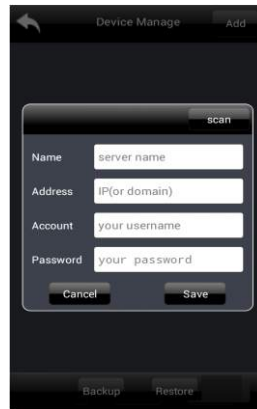 Device Manage Add
scan
Name server name
Address IP(or domain)
Account your username
Password your password
Cancel Save
Backup Restore